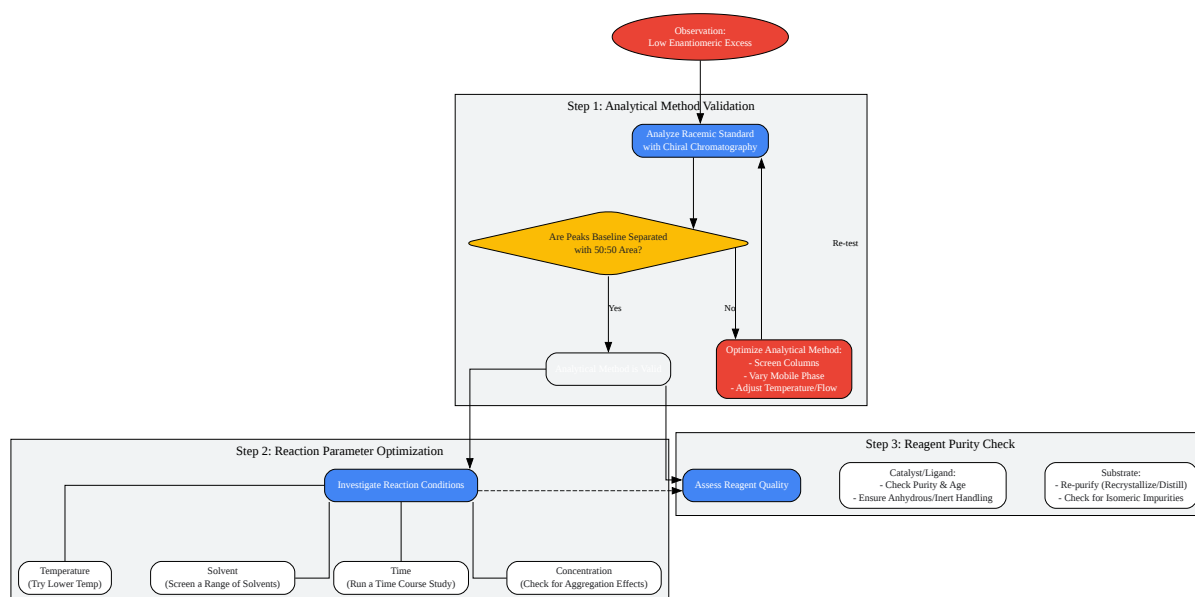 Observation:
Low Enantiomeric Excess
Step 1: Analytical Method Validation
Analyze Racemic Standard
with Chiral Chromatography
Are Peaks Baseline Separated
with 50:50 Area?
Re-test
Yes
No
Analytical Method is Valid
Optimize Analytical Method:
- Screen Columns
- Vary Mobile Phase
- Adjust Temperature/Flow
Step 2: Reaction Parameter Optimization
Investigate Reaction Conditions
Temperature
(Try Lower Temp)
Solvent
(Screen a Range of Solvents)
Time
(Run a Time Course Study)
Concentration
(Check for Aggregation Effects)
Step 3: Reagent Purity Check
Assess Reagent Quality
Catalyst/Ligand:
- Check Purity & Age
- Ensure Anhydrous/Inert Handling
Substrate:
- Re-purify (Recrystallize/Distill)
- Check for Isomeric Impurities